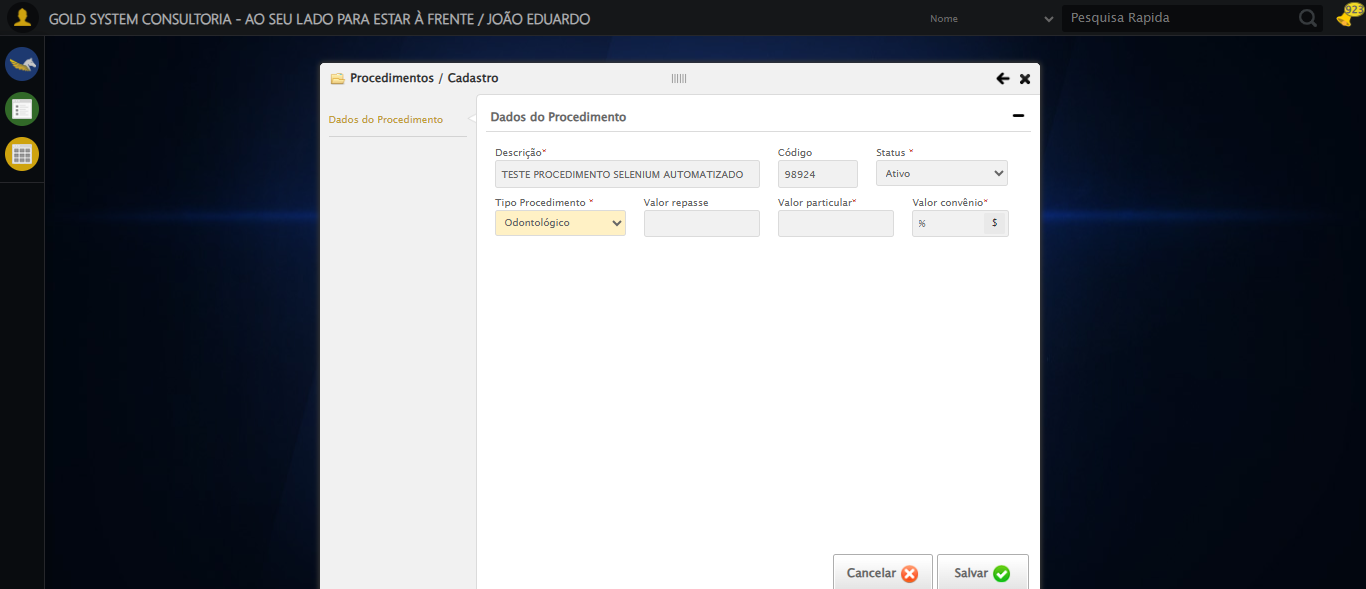 GOLD SYSTEM CONSULTORIA - AO SEU LADO PARA ESTAR À FRENTE / JOÃO EDUARDO
Nome
Pesquisa Rapida
923
Procedimentos / Cadastro
Dados do Procedimento
Dados do Procedimento
Descrição*
Código
Status *
TESTE PROCEDIMENTO SELENIUM AUTOMATIZADO
98924
Ativo
Tipo Procedimento *
Valor repasse
Valor particular*
Valor convênio*
Odontológico
%
$
Cancelar
Salvar